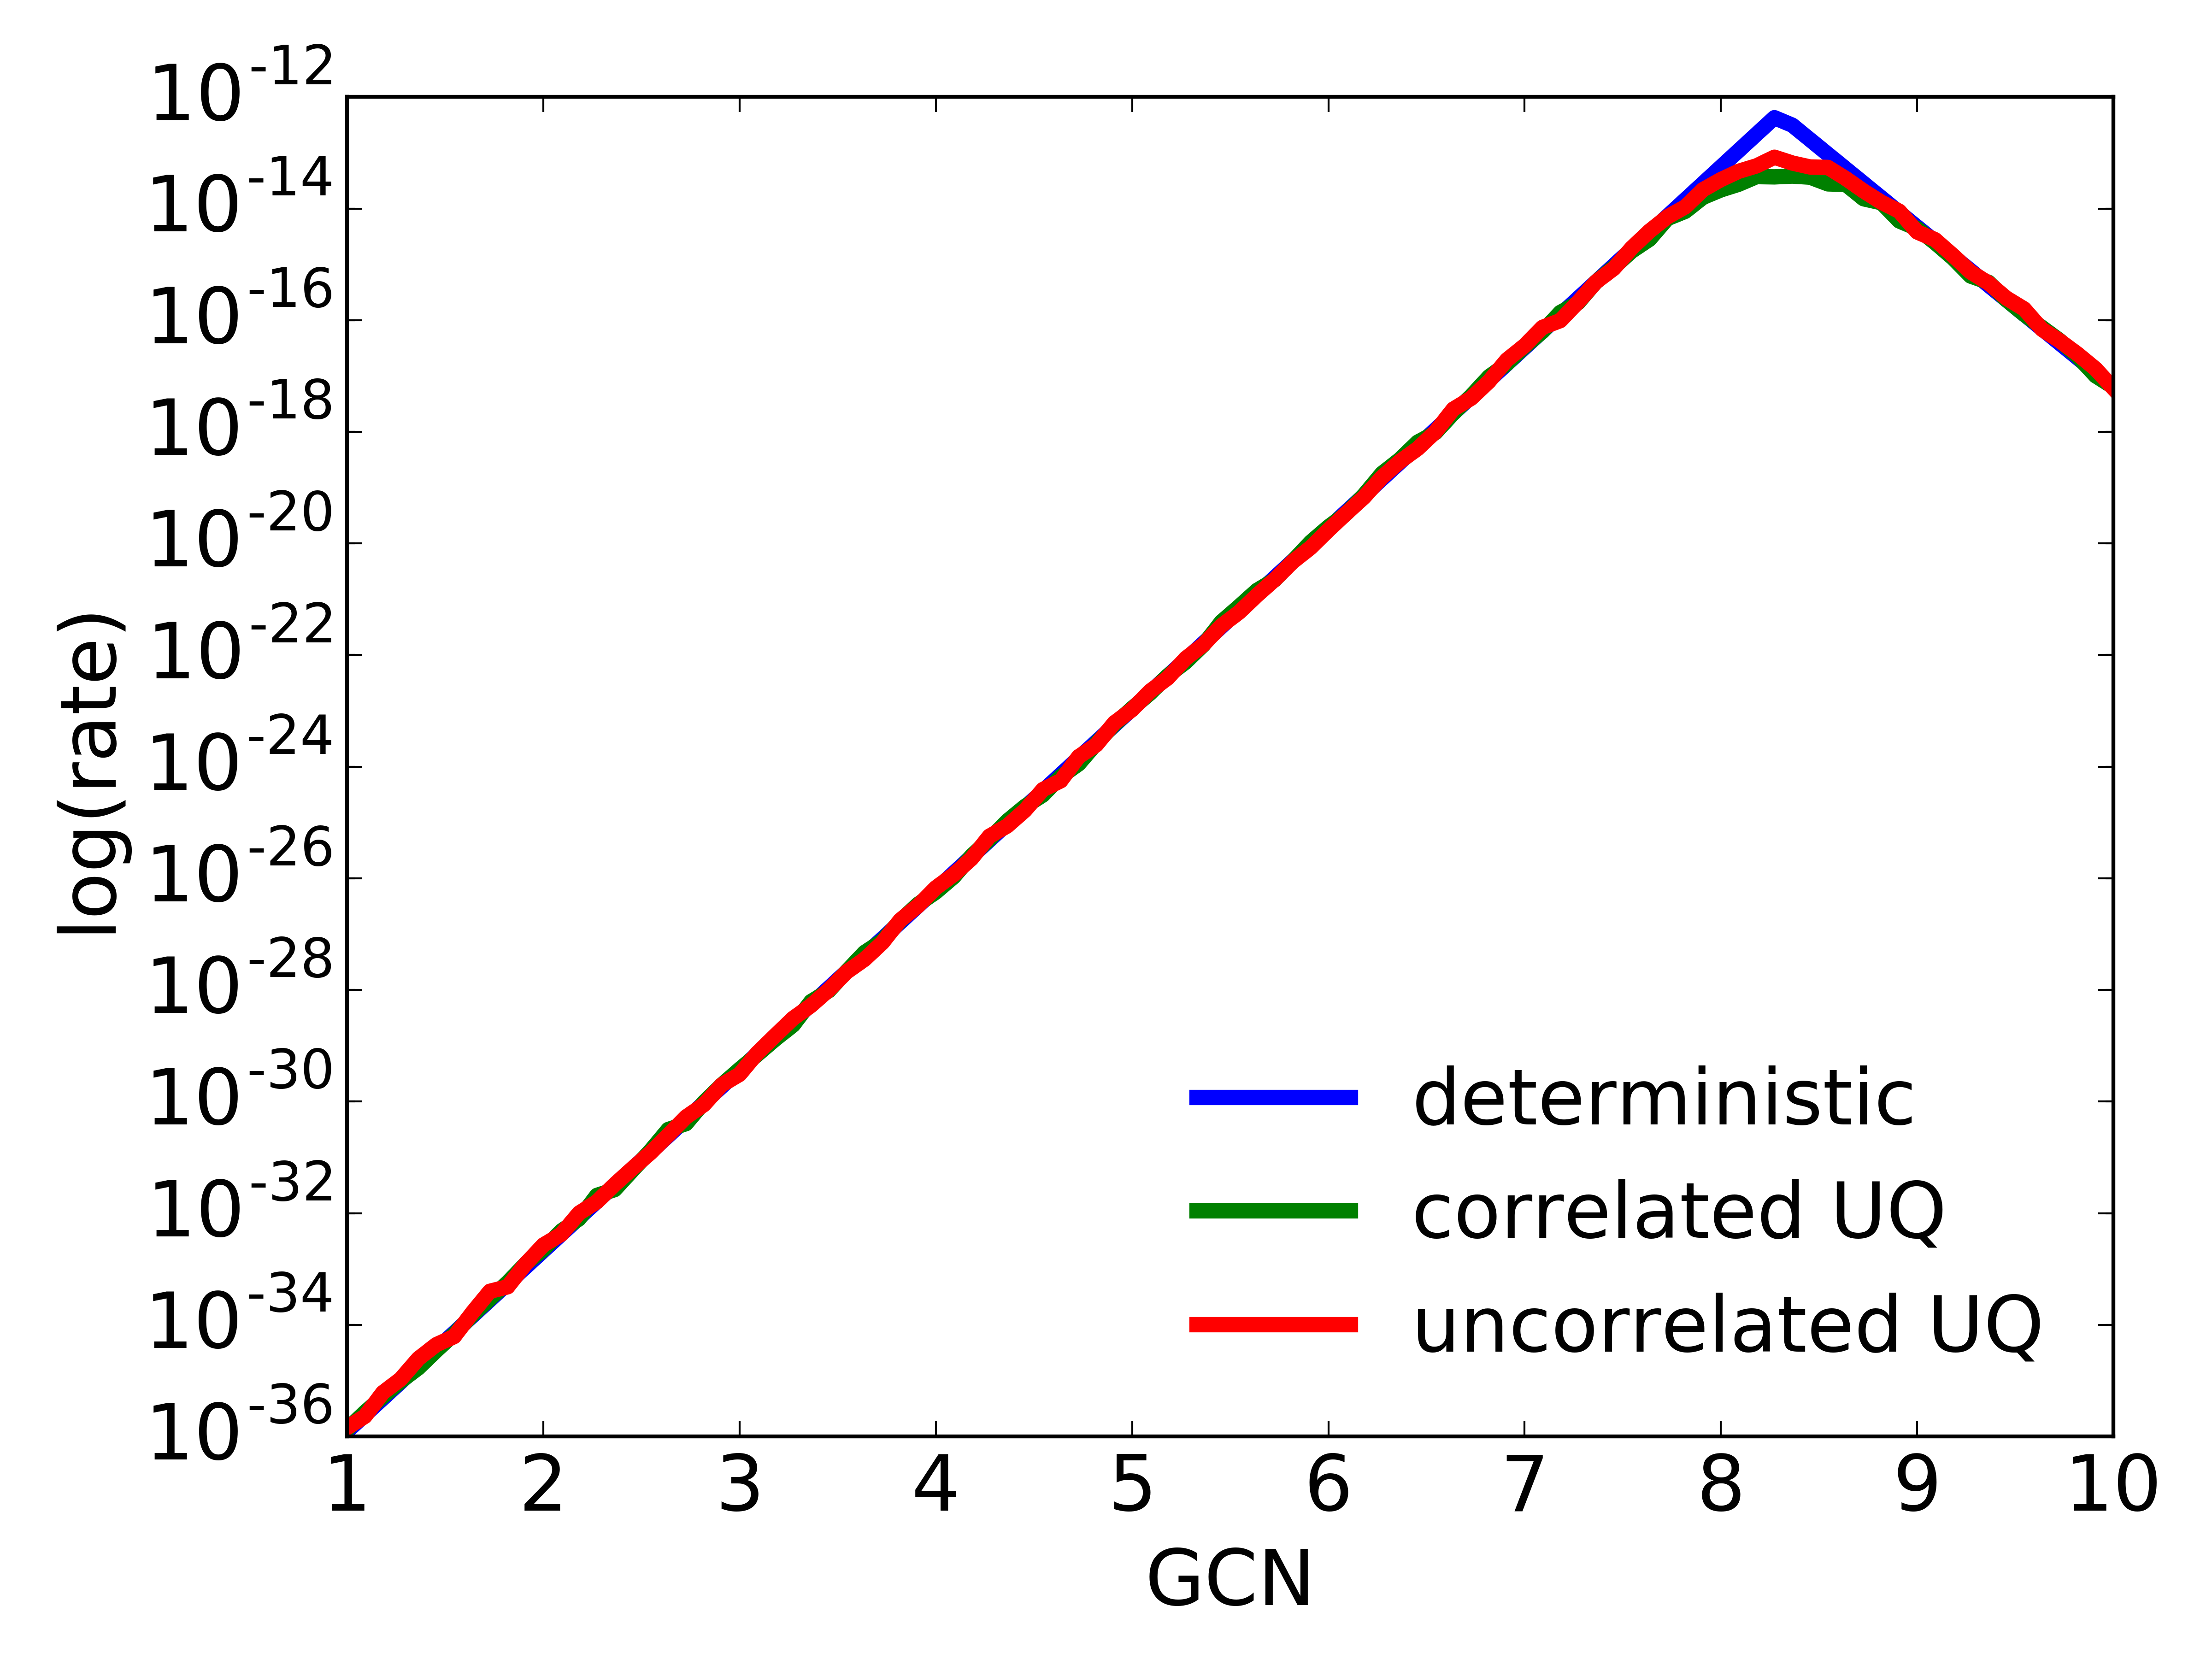 10^-12
10^-14
10^-16
10^-18
10^-20
10^-22
10^-24
10^-26
10^-28
10^-30
10^-32
10^-34
10^-36
log(rate)
deterministic
correlated UQ
uncorrelated UQ
1 2 3 4 5 6 7 8 9 10
GCN